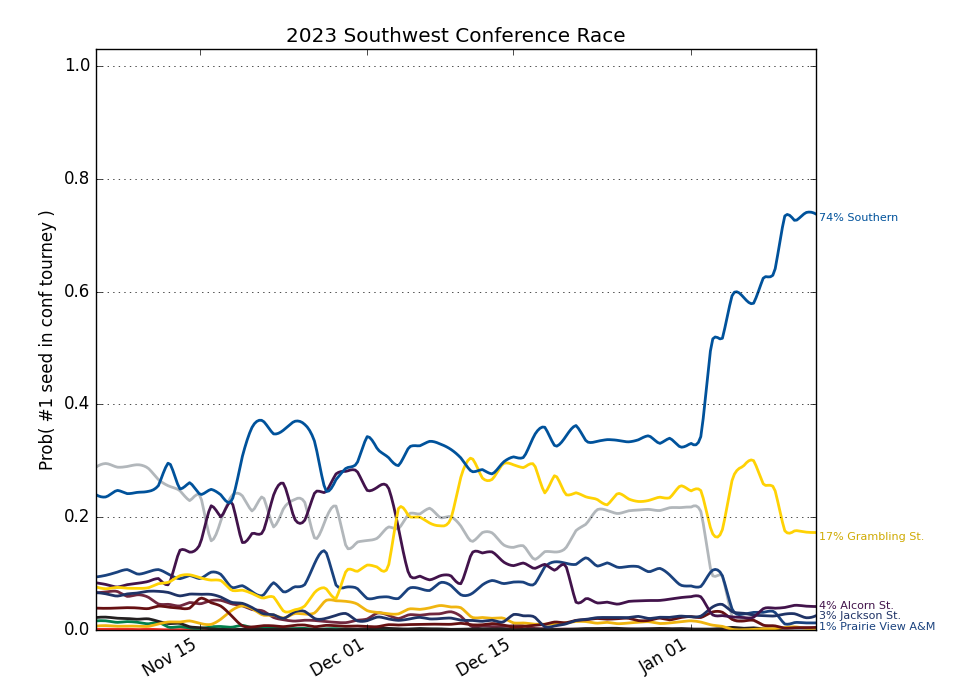 2023 Southwest Conference Race
Prob( #1 seed in conf tourney )
1.0
0.8
0.6
0.4
0.2
0.0
Nov 15
Dec 01
Dec 15
Jan 01
74% Southern
17% Grambling St.
4% Alcorn St.
3% Jackson St.
1% Prairie View A&M